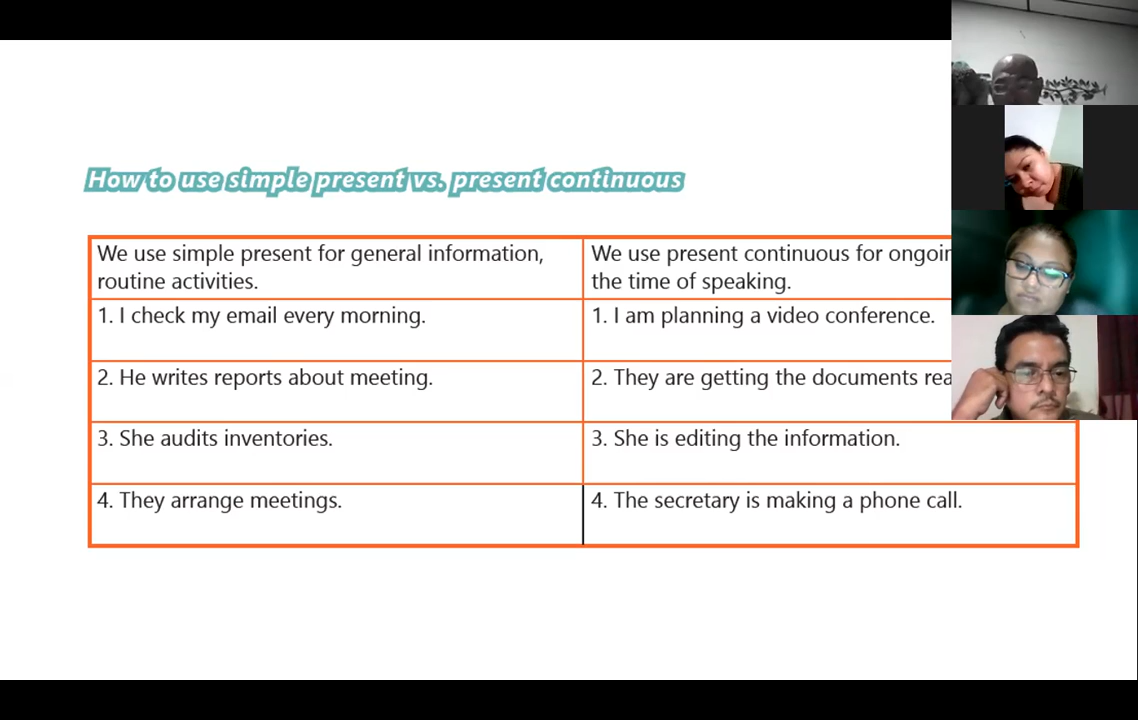 How to use simple present vs. present continuous
We use simple present for general information,
routine activities.
We use present continuous for
the time of speaking.
1. I check my email every morning.
1. I am planning a video conference.
2. He writes reports about meeting.
2. They are getting the documents
3. She audits inventories.
3. She is editing the information.
4. They arrange meetings.
4. The secretary is making a phone call.